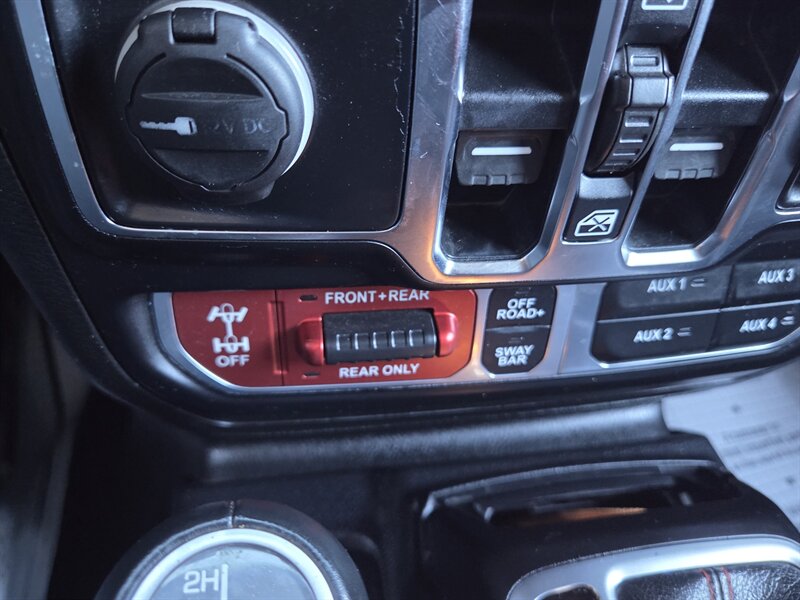 12V DC
FRONT+REAR
OFF
REAR ONLY
OFF
ROAD+
SWAY
BAR
AUX 1
AUX 3
AUX 2
AUX 4
2H